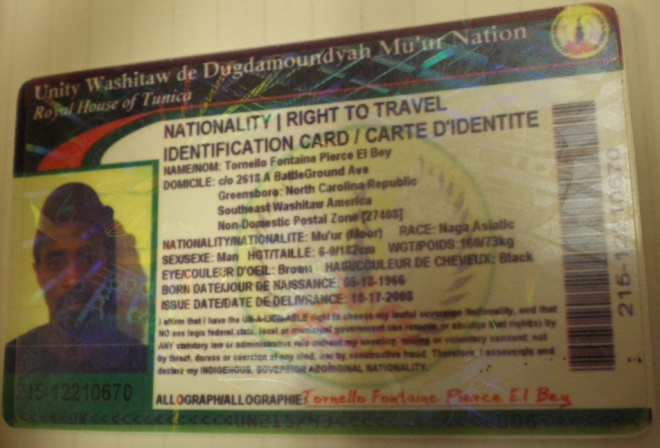 Unity Washitaw de Dugdamoundyah Mu'ur Nation
Royal House of Tunica
NATIONALITY | RIGHT TO TRAVEL
IDENTIFICATION CARD / CARTE D'IDENTITE
NAME/NOM: Tornello Fontaine Pierce El Bey
DOMICILE: c/o 2618 A BattleGround Ave
Greensboro: North Carolina Republic
Southeast Washitaw America
Non-Domestic Postal Zone [27408]
NATIONALITY/NATIONALITE: Mu'ur (Moor) RACE: Naga Asiatic
SEX/SEXE: Man HGT/TAILLE: 6-0/182cm WGT/POIDS: 160/73kg
EYE/COULEUR D'OEIL: Brown HAIR/COULEUR DE CHEVEUX: Black
BORN DATE/JOUR DE NAISSANCE: 05-18-1966
ISSUE DATE/DATE DE DELIVRANCE: 10-17-2008
I affirm that I have the UN-A-LIEN-ABLE right to choose my lawful sovereign Nationality, and that
NO one legis federal, state, local or municipal government can or abridge that right(s) by
ANY statutory law or administrative rule without my knowing, willing or voluntary consent; not
by threat, duress or coercion of any kind, nor by constructive fraud. Therefore, I asseverate and
declare my INDIGENOUS, SOVEREIGN ABORIGINAL NATIONALITY.
215-12210670
ALLOGRAPH/ALLOGRAPHIE Tornello Fontaine Pierce El Bey
215-12210670